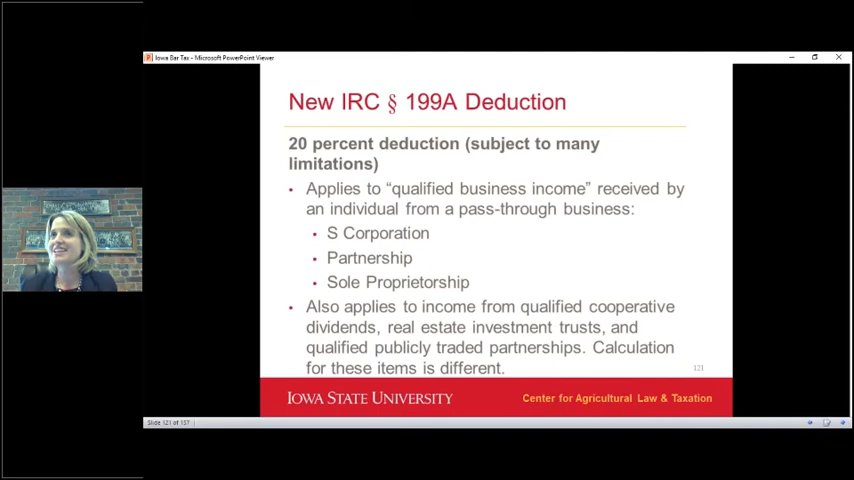 Iowa Bar Tax - Microsoft PowerPoint Viewer
New IRC § 199A Deduction
20 percent deduction (subject to many
limitations)
• Applies to “qualified business income” received by
an individual from a pass-through business:
• S Corporation
• Partnership
• Sole Proprietorship
• Also applies to income from qualified cooperative
dividends, real estate investment trusts, and
qualified publicly traded partnerships. Calculation
for these items is different.
121
IOWA STATE UNIVERSITY
Center for Agricultural Law & Taxation
Slide 121 of 157